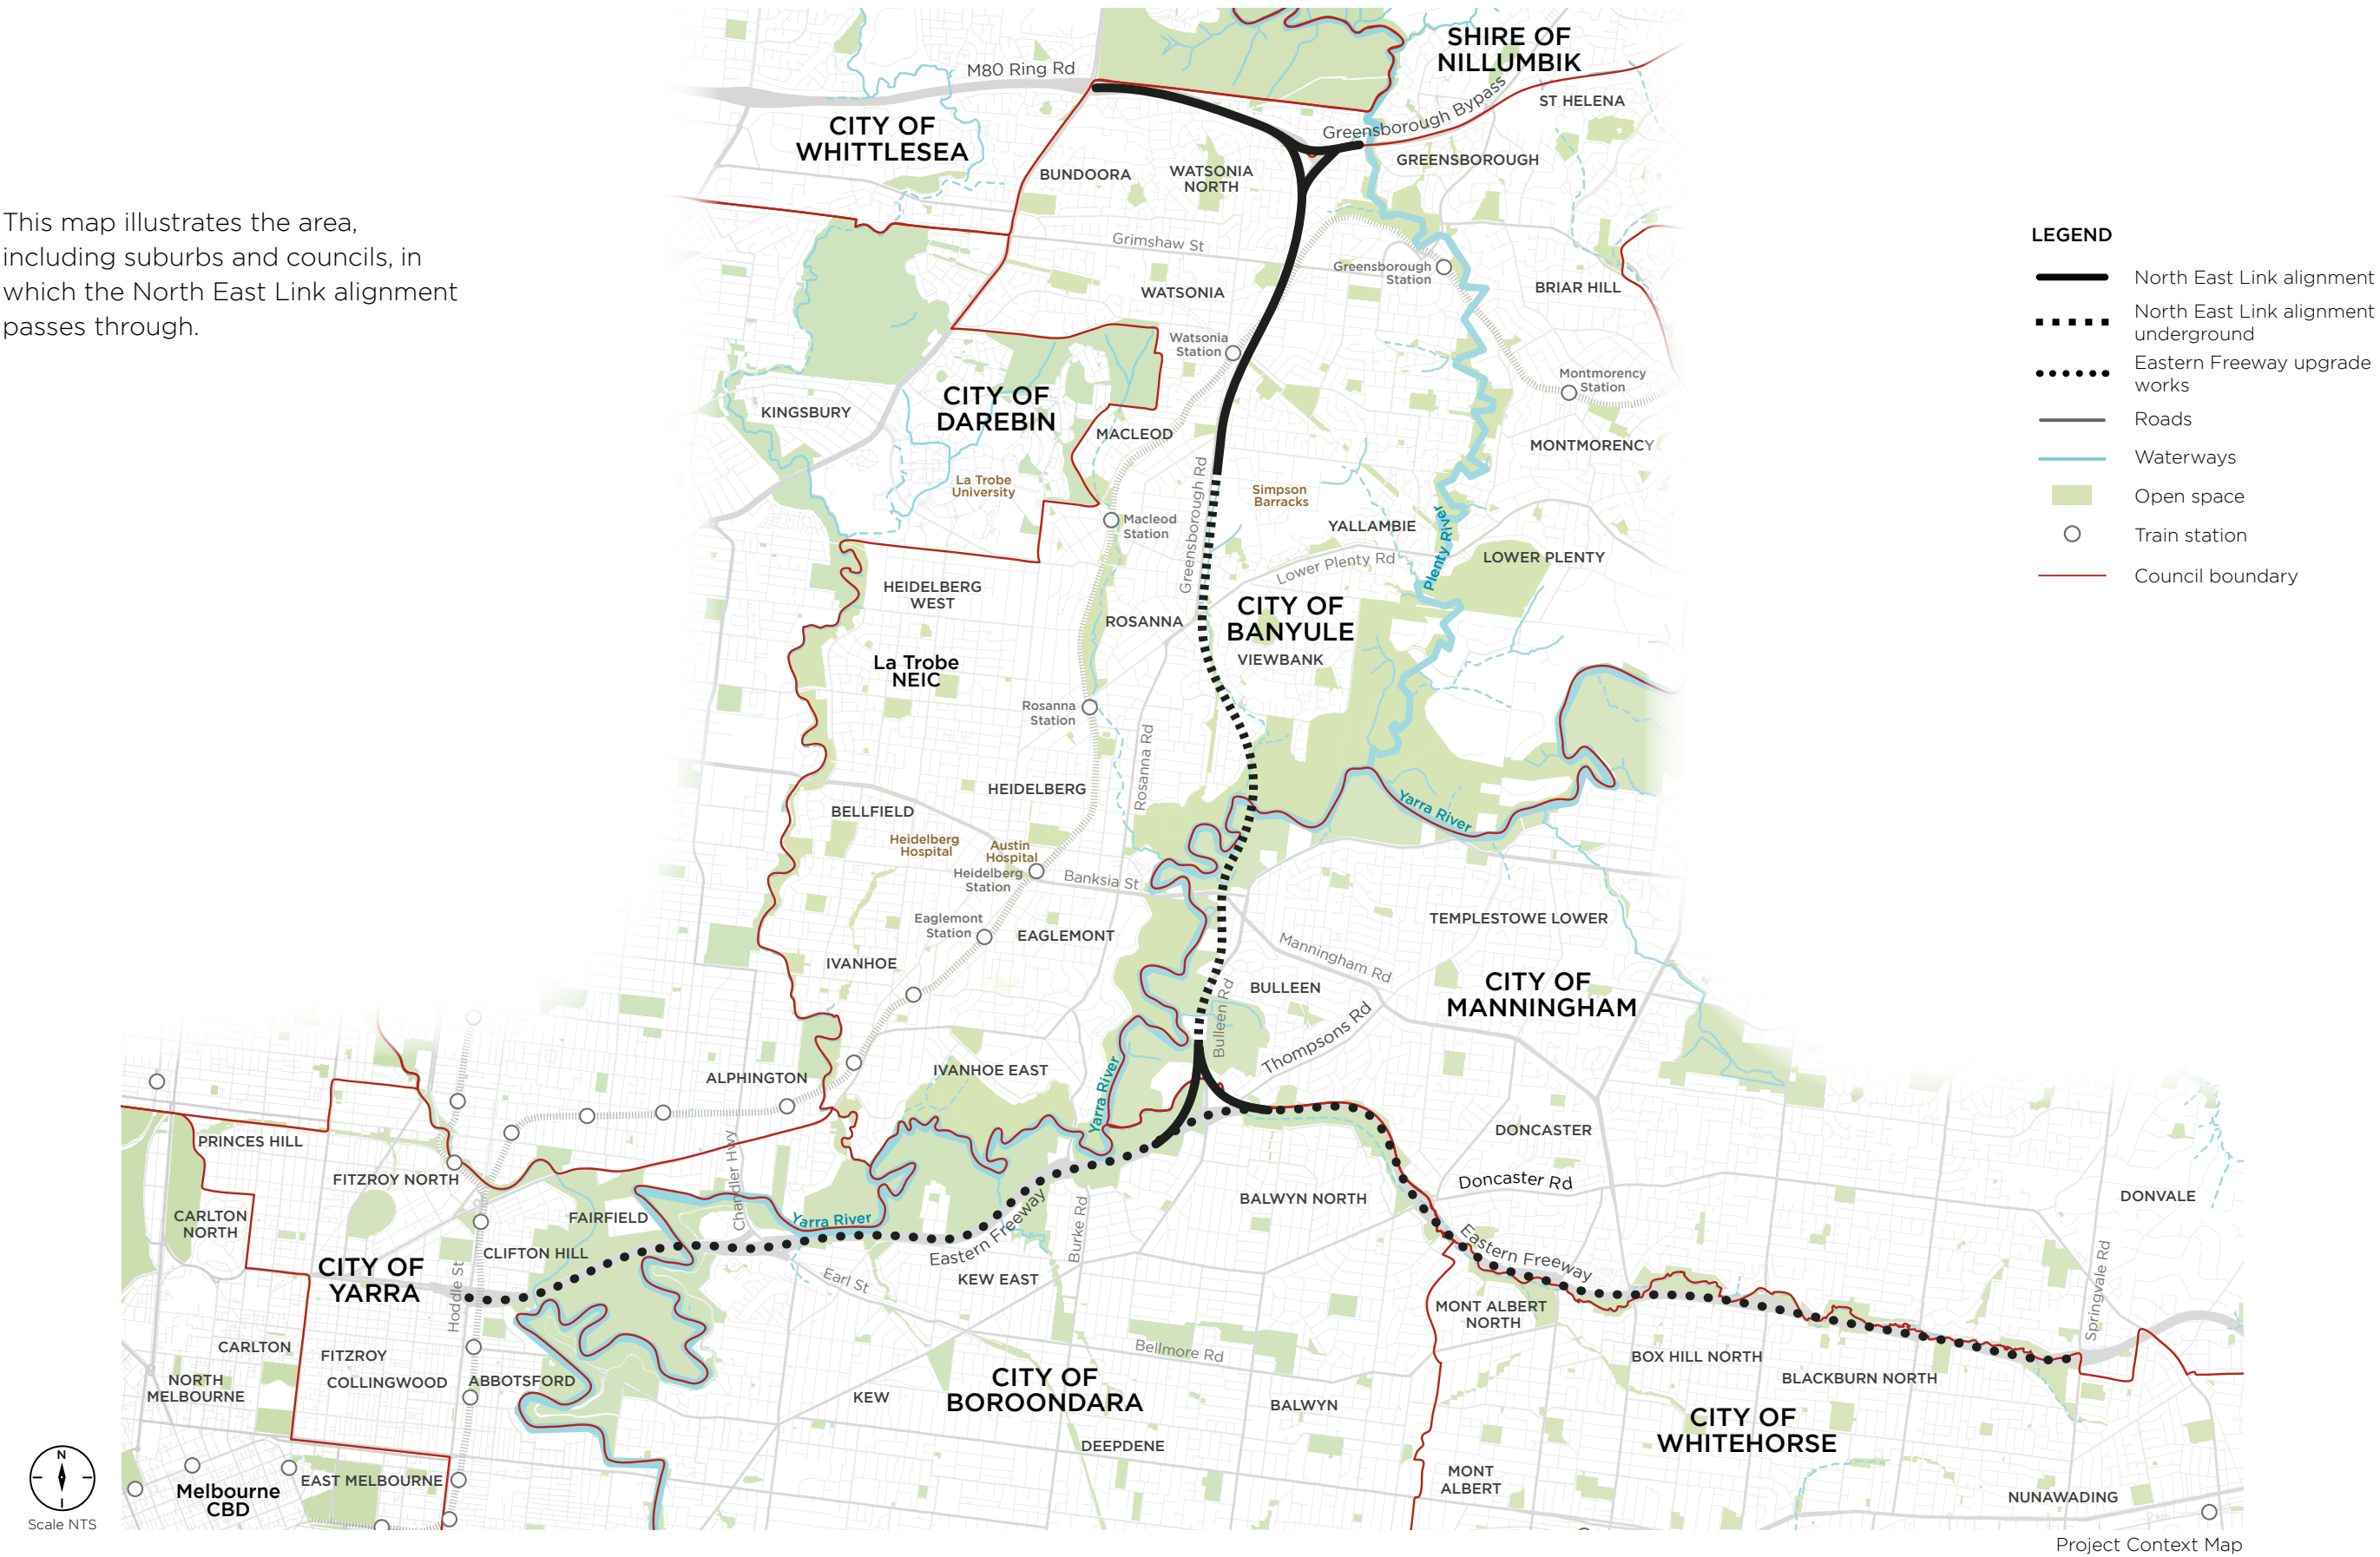 This map illustrates the area,
including suburbs and councils, in
which the North East Link alignment
passes through.
SHIRE OF
NILLUMBIK
M80 Ring Rd
Greensborough Bypass
ST HELENA
CITY OF
WHITTLESEA
GREENSBOROUGH
BUNDOORA
WATSONIA
NORTH
Grimshaw St
Greensborough
Station
BRIAR HILL
WATSONIA
Watsonia
Station
Montmorency
Station
CITY OF
DAREBIN
KINGSBURY
MACLEOD
MONTMORENCY
La Trobe
University
Greensborough Rd
Simpson
Barracks
Macleod
Station
YALLAMBIE
Plenty River
LOWER PLENTY
Lower Plenty Rd
HEIDELBERG
WEST
ROSANNA
CITY OF
BANYULE
VIEWBANK
La Trobe
NEIC
Rosanna
Station
Rosanna Rd
HEIDELBERG
BELLFIELD
Yarra River
Heidelberg
Hospital
Austin
Hospital
Heidelberg
Station
Banksia St
Eaglemont
Station
EAGLEMONT
TEMPLESTOWE LOWER
Manningham Rd
IVANHOE
CITY OF
MANNINGHAM
BULLEEN
Bulleen Rd
Thompsons Rd
IVANHOE EAST
ALPHINGTON
Yarra River
PRINCES HILL
DONCASTER
FITZROY NORTH
Chandler Hwy
Doncaster Rd
DONVALE
BALWYN NORTH
CARLTON
NORTH
FAIRFIELD
Yarra River
Burke Rd
Eastern Freeway
Eastern Freeway
CLIFTON HILL
CITY OF
YARRA
Hoddle St
Earl St
KEW EAST
Springvale Rd
MONT ALBERT
NORTH
CARLTON
FITZROY
COLLINGWOOD
ABBOTSFORD
Bellmore Rd
BOX HILL NORTH
BLACKBURN NORTH
NORTH
MELBOURNE
CITY OF
BOROONDARA
KEW
BALWYN
CITY OF
WHITEHORSE
DEEPDENE
EAST MELBOURNE
Melbourne
CBD
MONT
ALBERT
NUNAWADING
LEGEND
North East Link alignment
North East Link alignment
underground
Eastern Freeway upgrade
works
Roads
Waterways
Open space
Train station
Council boundary
N
Scale NTS
Project Context Map